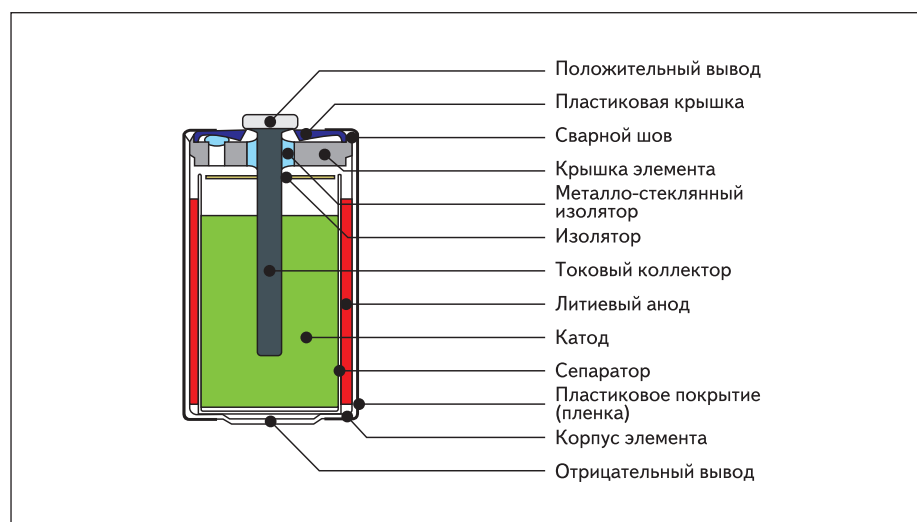 Положительный вывод
Пластиковая крышка
Сварной шов
Крышка элемента
Металло-стеклянный
изолятор
Изолятор
Токовый коллектор
Литиевый анод
Катод
Сепаратор
Пластиковое покрытие
(пленка)
Корпус элемента
Отрицательный вывод